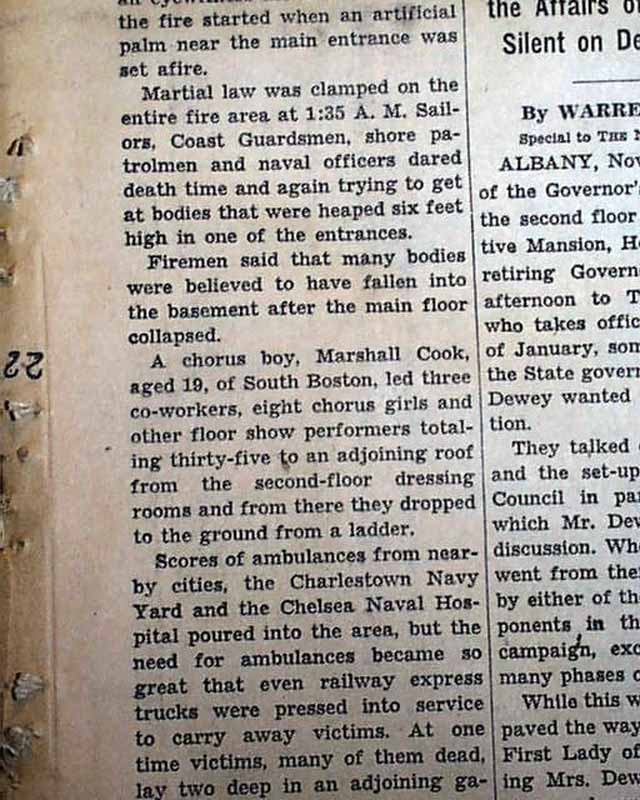 the fire started when an artificial
palm near the main entrance was
set afire.
Martial law was clamped on the
entire fire area at 1:35 A. M. Sail-
ors, Coast Guardsmen, shore pa-
trolmen and naval officers dared
death time and again trying to get
at bodies that were heaped six feet
high in one of the entrances.
Firemen said that many bodies
were believed to have fallen into
the basement after the main floor
collapsed.
A chorus boy, Marshall Cook,
aged 19, of South Boston, led three
co-workers, eight chorus girls and
other floor show performers total-
ing thirty-five to an adjoining roof
from the second-floor dressing
rooms and from there they dropped
to the ground from a ladder.
Scores of ambulances from near-
by cities, the Charlestown Navy
Yard and the Chelsea Naval Hos-
pital poured into the area, but the
need for ambulances became so
great that even railway express
trucks were pressed into service
to carry away victims. At one
time victims, many of them dead,
lay two deep in an adjoining ga-
the Affairs of
Silent on De
By WARRE
Special to THE N
ALBANY, Nov
of the Governor'
the second floor
tive Mansion, H
retiring Govern
afternoon to T
who takes offic
of January, som
the State govern
Dewey wanted
tion.
They talked
and the set-up
Council in pa
which Mr. Dew
discussion. Whe
went from the
by either of th
ponents in th
campaign, exc
many phases o
While this w
paved the way
First Lady of
ing Mrs. Dew
22